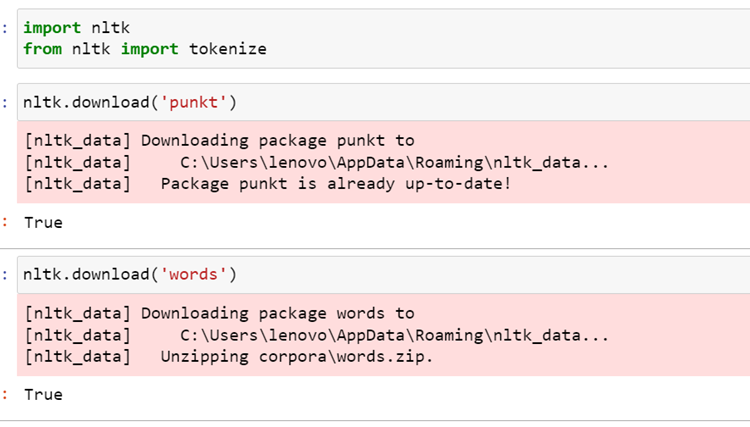 : import nltk
from nltk import tokenize
: nltk.download('punkt')
[nltk_data] Downloading package punkt to
[nltk_data]     C:\Users\lenovo\AppData\Roaming\nltk_data...
[nltk_data]   Package punkt is already up-to-date!
: True
: nltk.download('words')
[nltk_data] Downloading package words to
[nltk_data]     C:\Users\lenovo\AppData\Roaming\nltk_data...
[nltk_data]   Unzipping corpora\words.zip.
: True